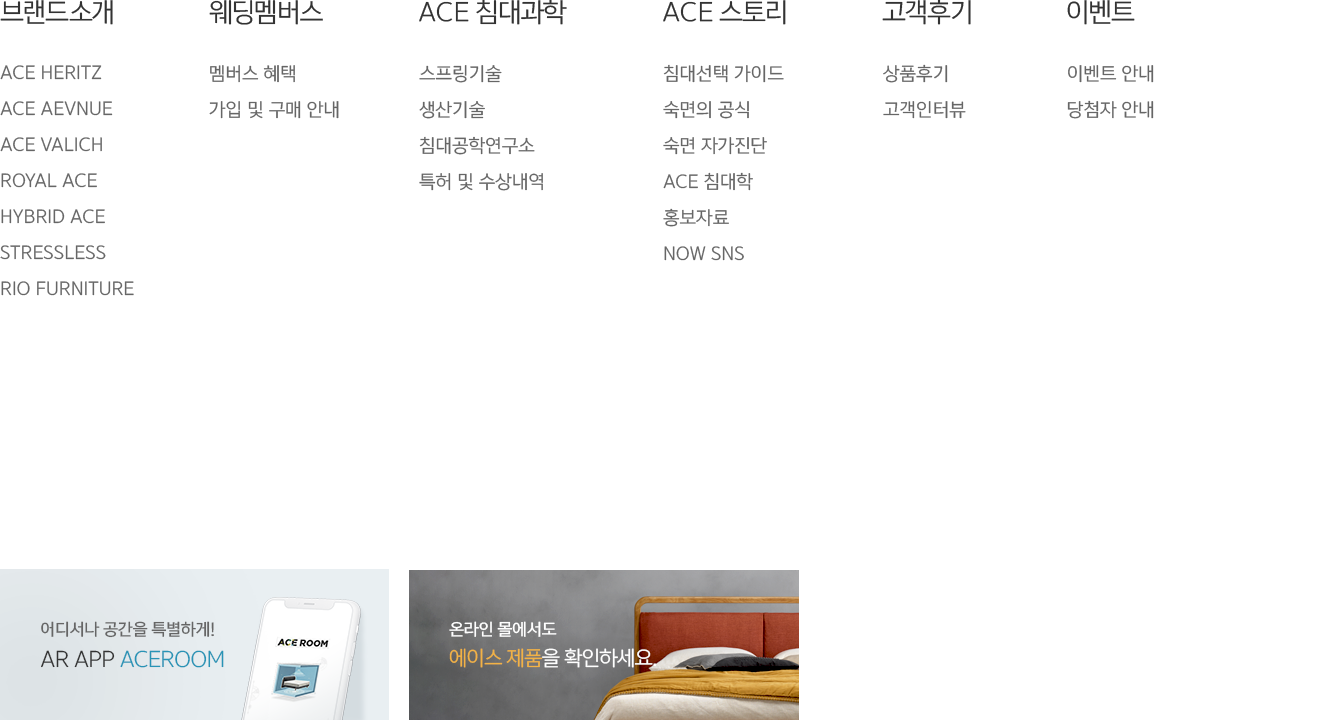 브랜드소개
ACE HERITZ
ACE AEVNUE
ACE VALICH
ROYAL ACE
HYBRID ACE
STRESSLESS
RIO FURNITURE
웨딩멤버스
멤버스 혜택
가입 및 구매 안내
ACE 침대과학
스프링기술
생산기술
침대공학연구소
특허 및 수상내역
ACE 스토리
침대선택 가이드
숙면의 공식
숙면 자가진단
ACE 침대학
홍보자료
NOW SNS
고객후기
상품후기
고객인터뷰
이벤트
이벤트 안내
당첨자 안내
어디서나 공간을 특별하게!
AR APP ACEROOM
ACE ROOM
온라인 몰에서도
에이스 제품을 확인하세요.